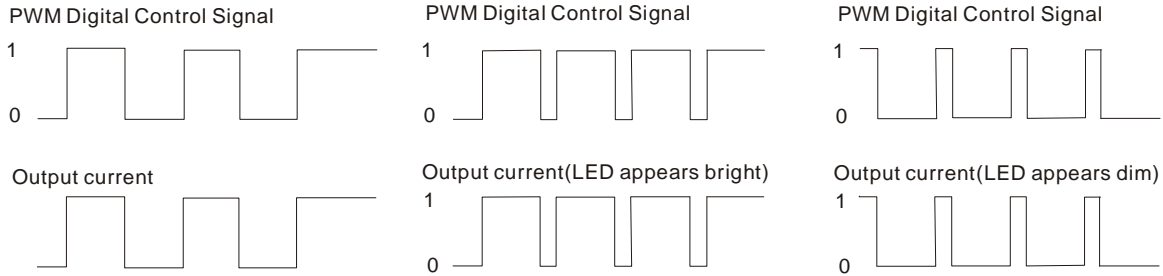 PWM Digital Control Signal
1
0
Output current
PWM Digital Control Signal
1
0
Output current(LED appears bright)
1
0
PWM Digital Control Signal
1
0
Output current(LED appears dim)
1
0